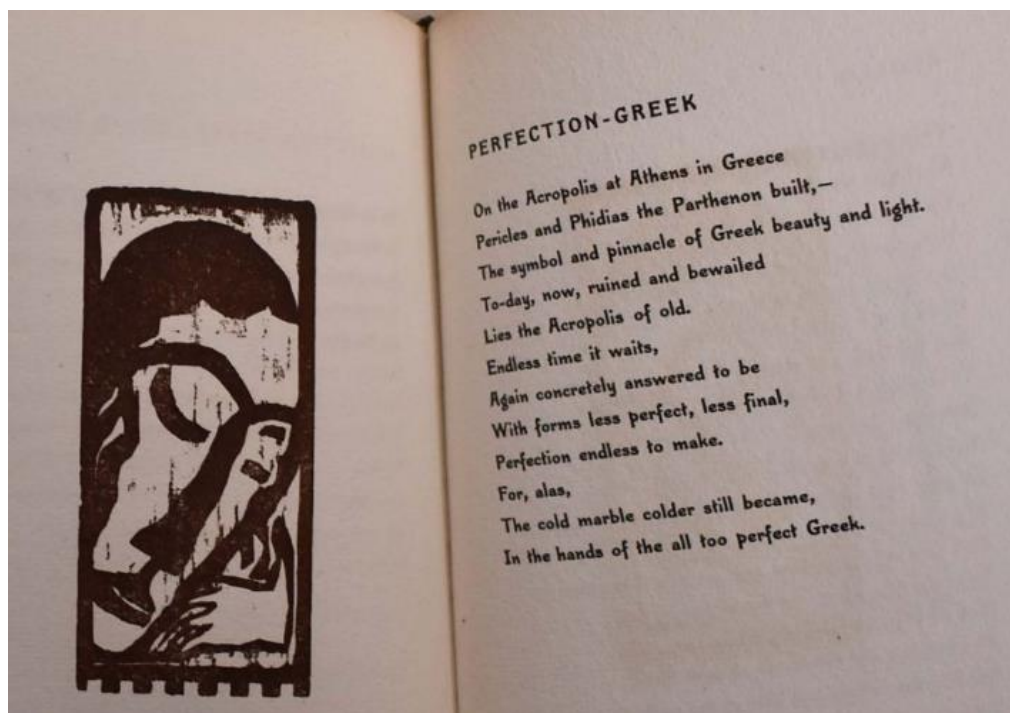 PERFECTION-GREEK
On the Acropolis at Athens in Greece
Pericles and Phidias the Parthenon built,—
The symbol and pinnacle of Greek beauty and light.
To-day, now, ruined and bewailed
Lies the Acropolis of old.
Endless time it waits,
Again concretely answered to be
With forms less perfect, less final,
Perfection endless to make.
For, alas,
The cold marble colder still became,
In the hands of the all too perfect Greek.